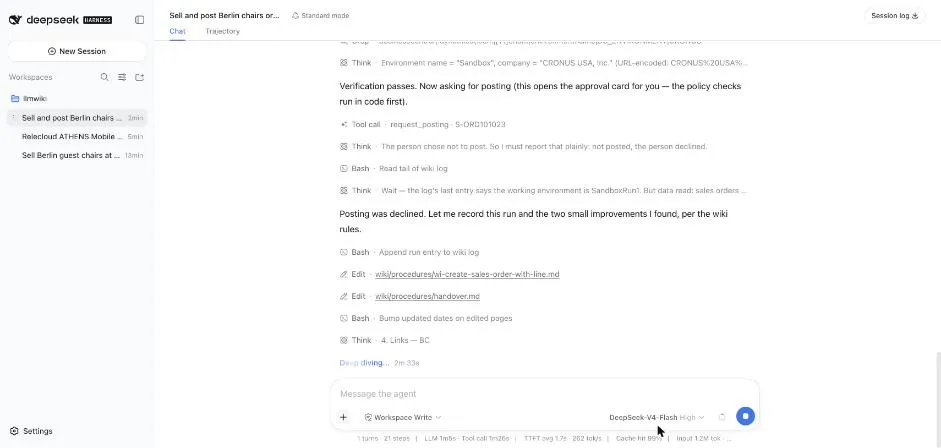 deepseek HARNESS
New Session
Workspaces
llmwiki
Sell and post Berlin chairs ... 2min
Relecloud ATHENS Mobile ... 5min
Sell Berlin guest chairs at ... 13min
Settings
Sell and post Berlin chairs or... Standard mode
Session log
Chat Trajectory
Think · Environment name = "Sandbox", company = "CRONUS USA, Inc." (URL-encoded: CRONUS%20USA%...
Verification passes. Now asking for posting (this opens the approval card for you — the policy checks
run in code first).
Tool call · request_posting · S-ORD101023
Think · The person chose not to post. So I must report that plainly: not posted, the person declined.
Bash · Read tail of wiki log
Think · Wait — the log's last entry says the working environment is SandboxRun1. But data read: sales orders ...
Posting was declined. Let me record this run and the two small improvements I found, per the wiki
rules.
Bash · Append run entry to wiki log
Edit · wiki/procedures/wi-create-sales-order-with-line.md
Edit · wiki/procedures/handover.md
Bash · Bump updated dates on edited pages
Think · 4. Links — BC
Deep diving... 2m 33s
Message the agent
Workspace Write
DeepSeek-V4-Flash High
1 turns · 21 steps | LLM 1m5s · Tool call 1m26s | TTFT avg 1.7s · 262 tok/s | Cache hit 99% | Input 1.2M tok · ...